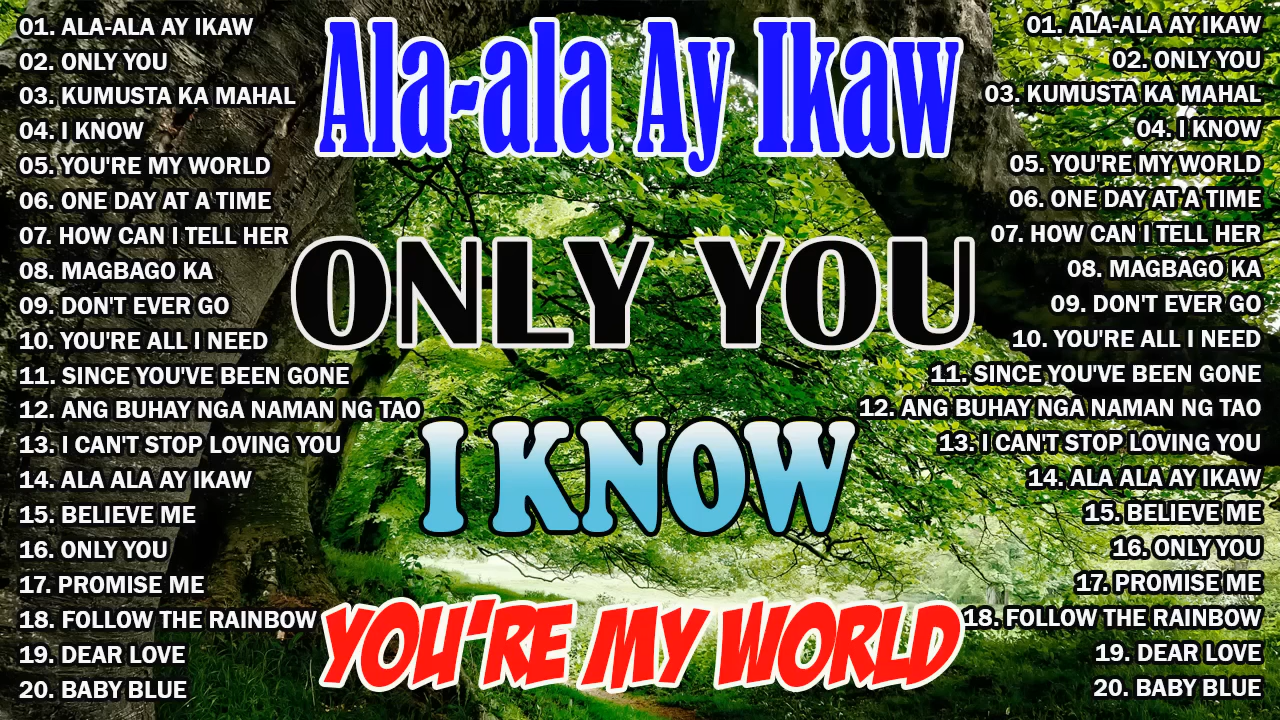 01. ALA-ALA AY IKAW
02. ONLY YOU
03. KUMUSTA KA MAHAL
04. I KNOW
05. YOU'RE MY WORLD
06. ONE DAY AT A TIME
07. HOW CAN I TELL HER
08. MAGBAGO KA
09. DON'T EVER GO
10. YOU'RE ALL I NEED
11. SINCE YOU'VE BEEN GONE
12. ANG BUHAY NGA NAMAN NG TAO
13. I CAN'T STOP LOVING YOU
14. ALA ALA AY IKAW
15. BELIEVE ME
16. ONLY YOU
17. PROMISE ME
18. FOLLOW THE RAINBOW
19. DEAR LOVE
20. BABY BLUE
Ala-ala Ay Ikaw
ONLY YOU
I KNOW
YOU'RE MY WORLD
01. ALA-ALA AY IKAW
02. ONLY YOU
03. KUMUSTA KA MAHAL
04. I KNOW
05. YOU'RE MY WORLD
06. ONE DAY AT A TIME
07. HOW CAN I TELL HER
08. MAGBAGO KA
09. DON'T EVER GO
10. YOU'RE ALL I NEED
11. SINCE YOU'VE BEEN GONE
12. ANG BUHAY NGA NAMAN NG TAO
13. I CAN'T STOP LOVING YOU
14. ALA ALA AY IKAW
15. BELIEVE ME
16. ONLY YOU
17. PROMISE ME
18. FOLLOW THE RAINBOW
19. DEAR LOVE
20. BABY BLUE